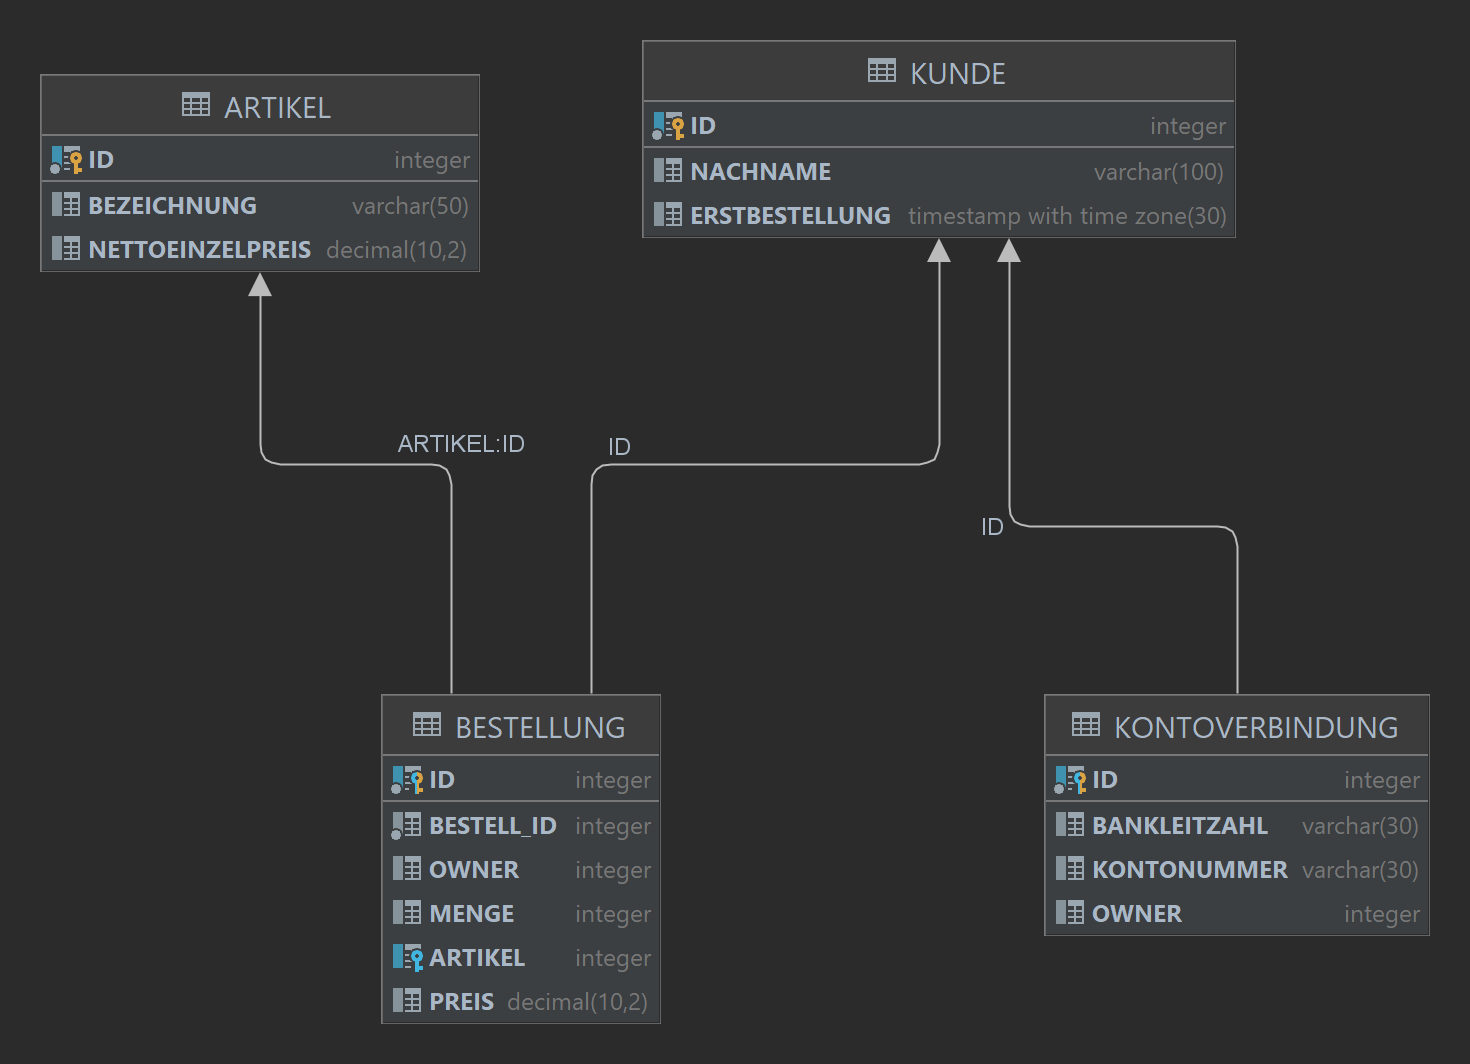 ARTIKEL
ID integer
BEZEICHNUNG varchar(50)
NETTOEINZELPREIS decimal(10,2)
KUNDE
ID integer
NACHNAME varchar(100)
ERSTBESTELLUNG timestamp with time zone(30)
ARTIKEL:ID
ID
ID
BESTELLUNG
ID integer
BESTELL_ID integer
OWNER integer
MENGE integer
ARTIKEL integer
PREIS decimal(10,2)
KONTOVERBINDUNG
ID integer
BANKLEITZAHL varchar(30)
KONTONUMMER varchar(30)
OWNER integer